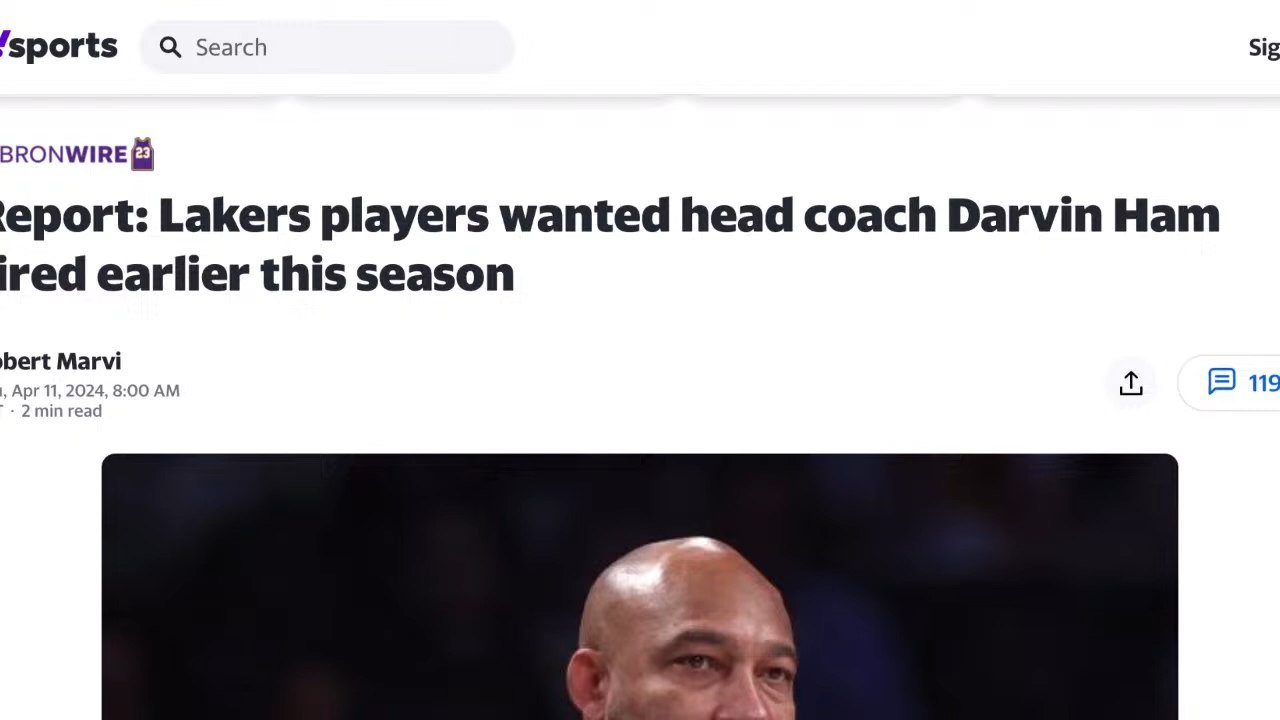 sports
Search
Sig
BRONWIRE 23
Report: Lakers players wanted head coach Darvin Ham
ired earlier this season
obert Marvi
, Apr 11, 2024, 8:00 AM
· 2 min read
119